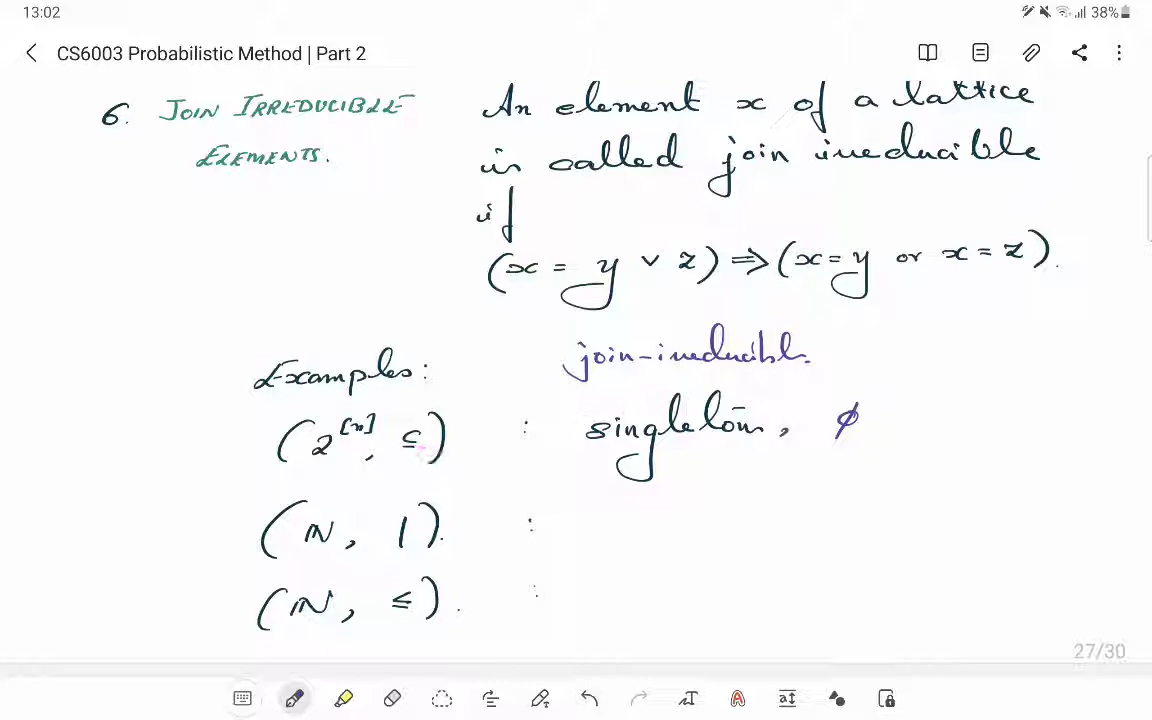 13:02 38%
CS6003 Probabilistic Method | Part 2
6. JOIN IRREDUCIBLE ELEMENTS.
An element x of a lattice
is called join irreducible
if
(x = y ∨ z) ⇒ (x = y or x = z).
Examples: join-irreducible.
(2^[n], ⊆) : singleton, ϕ
(ℕ, |). :
(ℕ, ≤). :
27/30